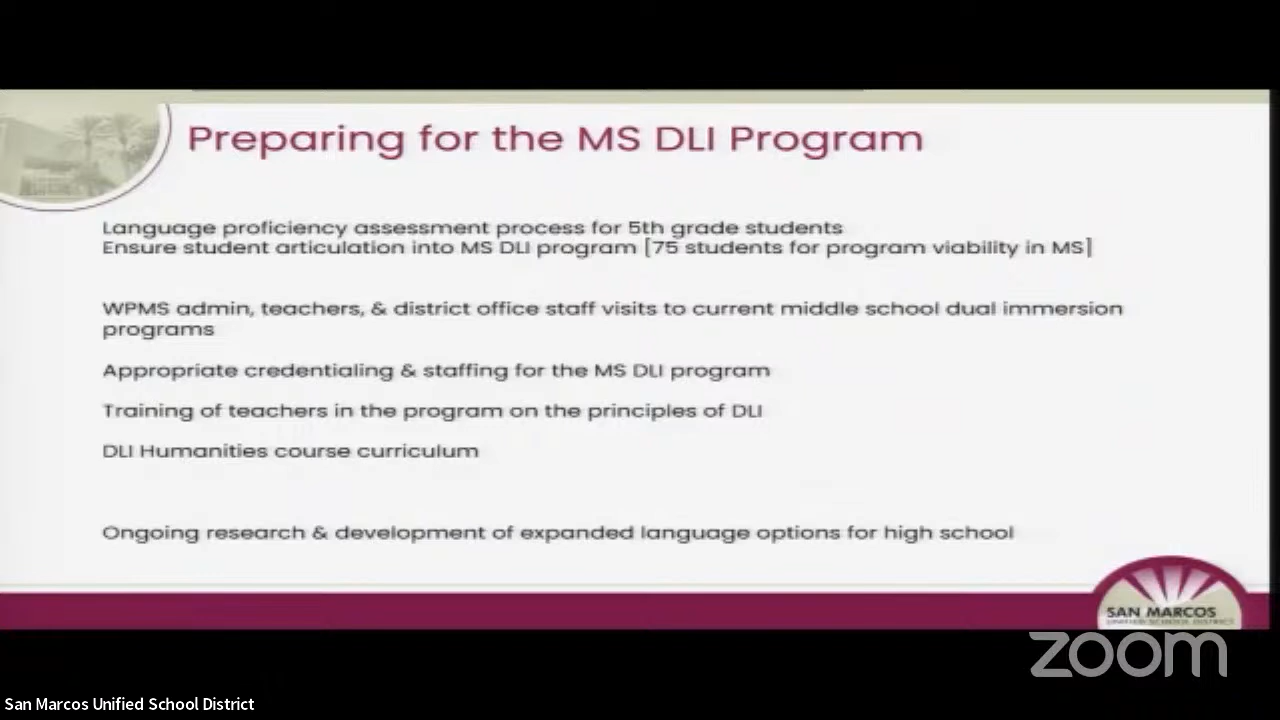 Preparing for the MS DLI Program
Language proficiency assessment process for 5th grade students
Ensure student articulation into MS DLI program [75 students for program viability in MS]
WPMS admin, teachers, & district office staff visits to current middle school dual immersion
programs
Appropriate credentialing & staffing for the MS DLI program
Training of teachers in the program on the principles of DLI
DLI Humanities course curriculum
Ongoing research & development of expanded language options for high school
SAN MARCOS
UNIFIED SCHOOL DISTRICT
zoom
San Marcos Unified School District